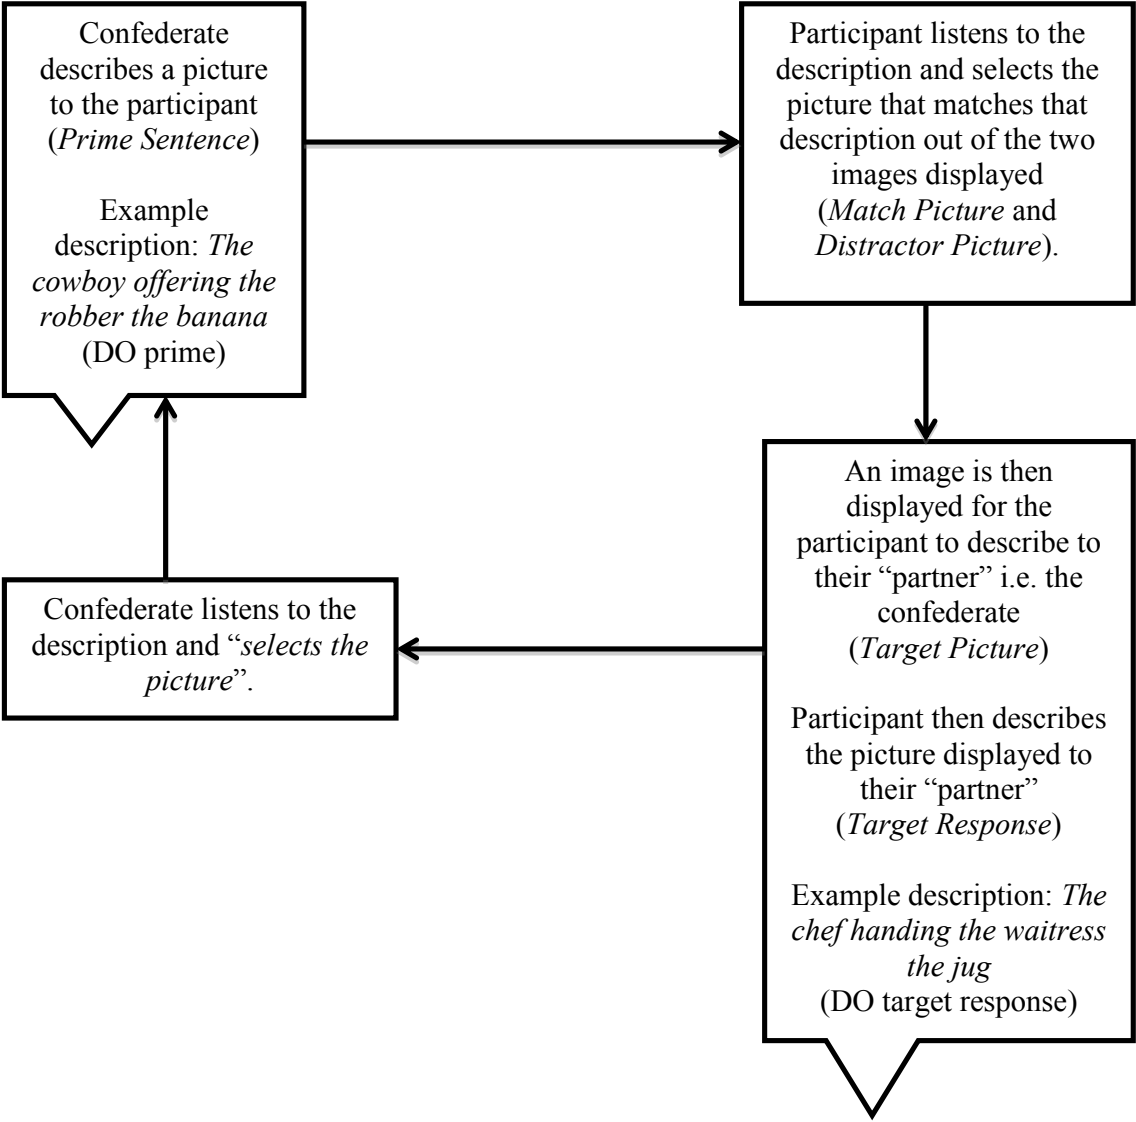 Confederate
describes a picture
to the participant
(Prime Sentence)
Example
description: The
cowboy offering the
robber the banana
(DO prime)
Participant listens to the
description and selects the
picture that matches that
description out of the two
images displayed
(Match Picture and
Distractor Picture).
An image is then
displayed for the
participant to describe to
their “partner” i.e. the
confederate
(Target Picture)
Participant then describes
the picture displayed to
their “partner”
(Target Response)
Example description: The
chef handing the waitress
the jug
(DO target response)
Confederate listens to the
description and “selects the
picture”.